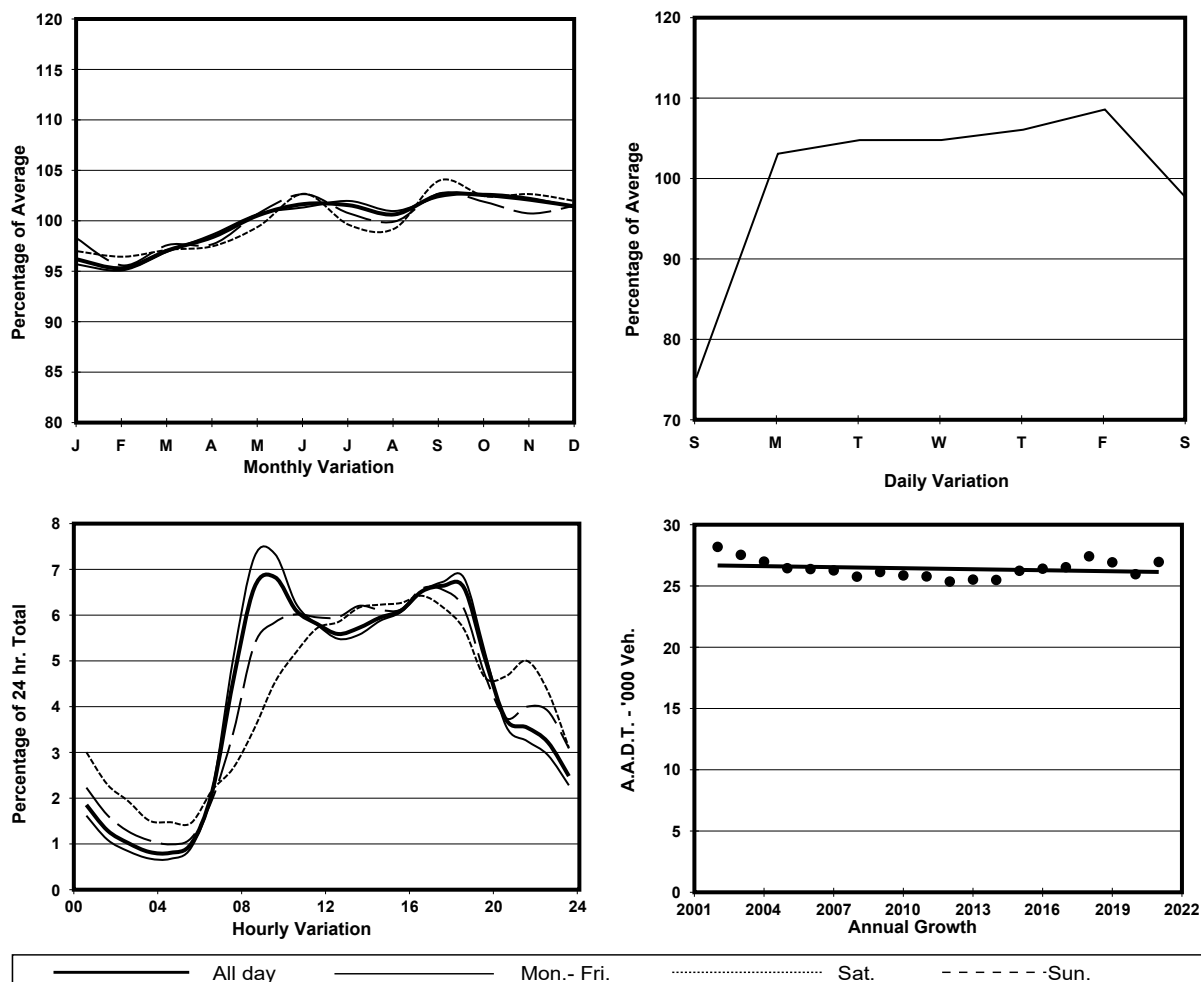 120
115
110
105
100
95
90
85
80
Percentage of Average
J F M A M J J A S O N D
Monthly Variation
120
110
100
90
80
70
Percentage of Average
S M T W T F S
Daily Variation
8
7
6
5
4
3
2
1
0
Percentage of 24 hr. Total
00 04 08 12 16 20 24
Hourly Variation
30
25
20
15
10
5
0
A.A.D.T. - '000 Veh.
2001 2004 2007 2010 2013 2016 2019 2022
Annual Growth
All day Mon.- Fri. Sat. Sun.